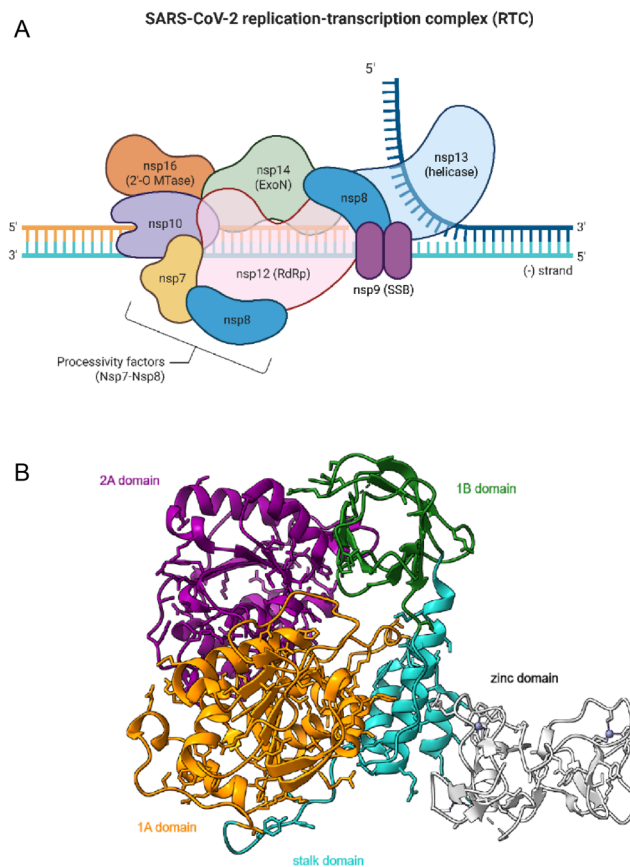 A
SARS-CoV-2 replication-transcription complex (RTC)
5'
nsp16
(2'-O MTase)
nsp14
(ExoN)
nsp13
(helicase)
nsp8
nsp10
5'
3'
3'
5'
nsp7
nsp12 (RdRp)
(-) strand
nsp9 (SSB)
nsp8
Processivity factors
(Nsp7-Nsp8)
B
2A domain
1B domain
zinc domain
1A domain
stalk domain